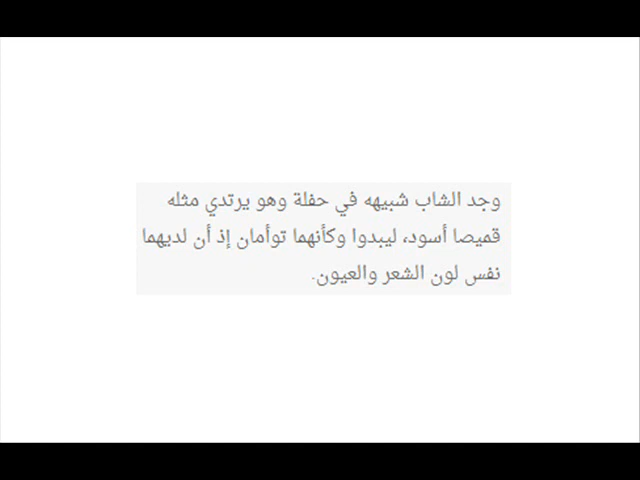 وجد الشاب شبيهه في حفلة وهو يرتدي مثله
قميصا أسود، ليبدوا وكأنهما توأمان إذ أن لديهما
نفس لون الشعر والعيون.